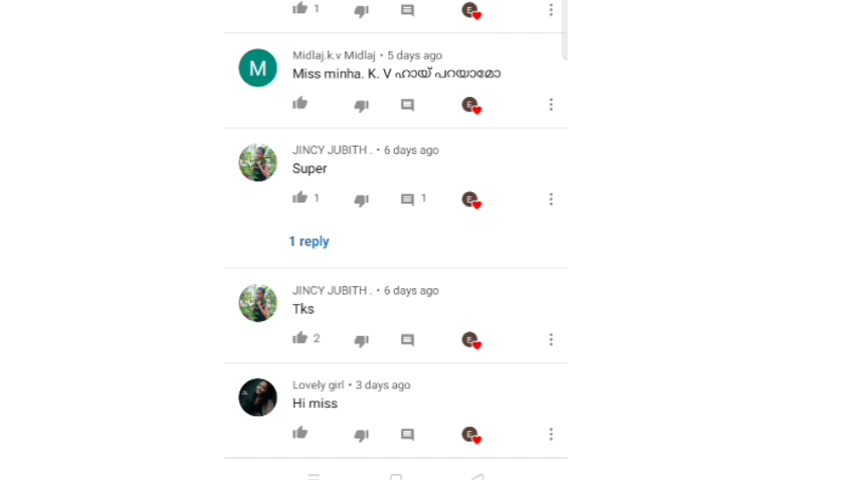 1
Midlaj.k.v Midlaj • 5 days ago
Miss minha. K. V ഹായ് പറയാമോ
JINCY JUBITH . • 6 days ago
Super
1 1
1 reply
JINCY JUBITH . • 6 days ago
Tks
2
Lovely girl • 3 days ago
Hi miss